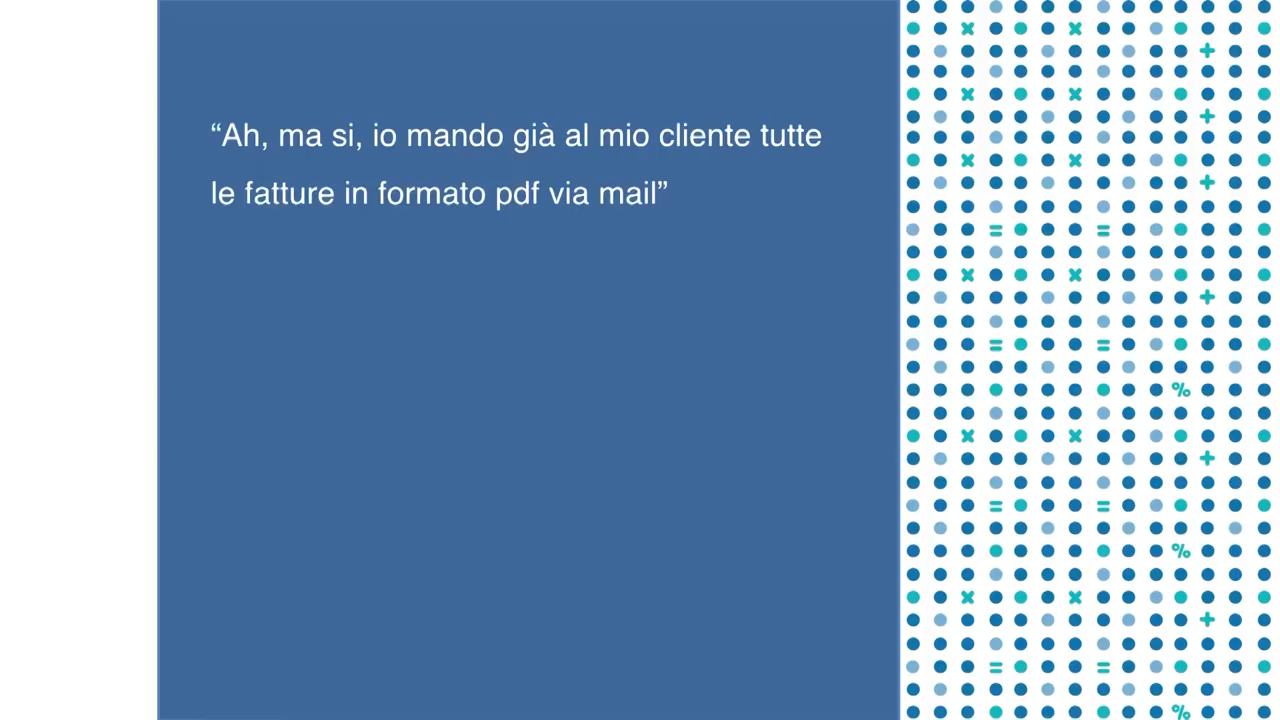 “Ah, ma si, io mando già al mio cliente tutte
le fatture in formato pdf via mail”